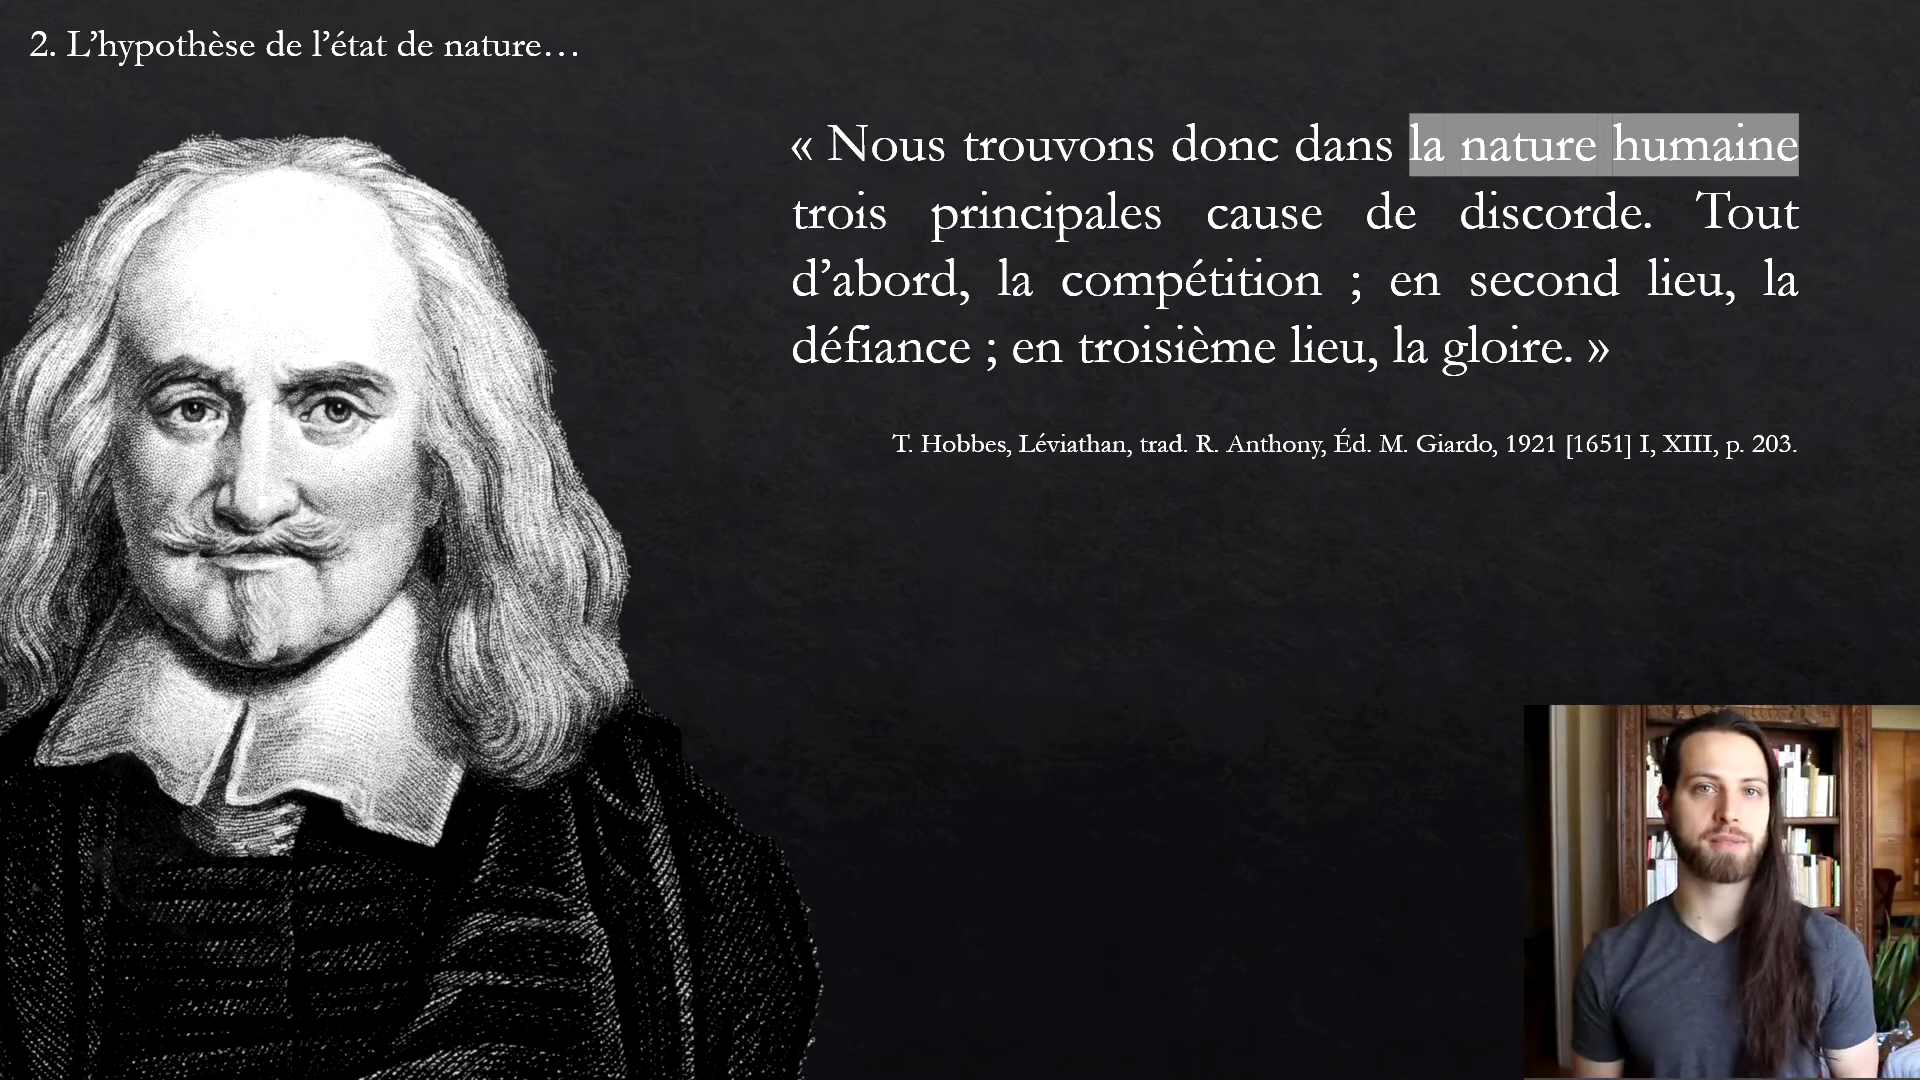 2. L’hypothèse de l’état de nature…
« Nous trouvons donc dans la nature humaine
trois principales cause de discorde. Tout
d’abord, la compétition ; en second lieu, la
défiance ; en troisième lieu, la gloire. »
T. Hobbes, Léviathan, trad. R. Anthony, Éd. M. Giardo, 1921 [1651] I, XIII, p. 203.